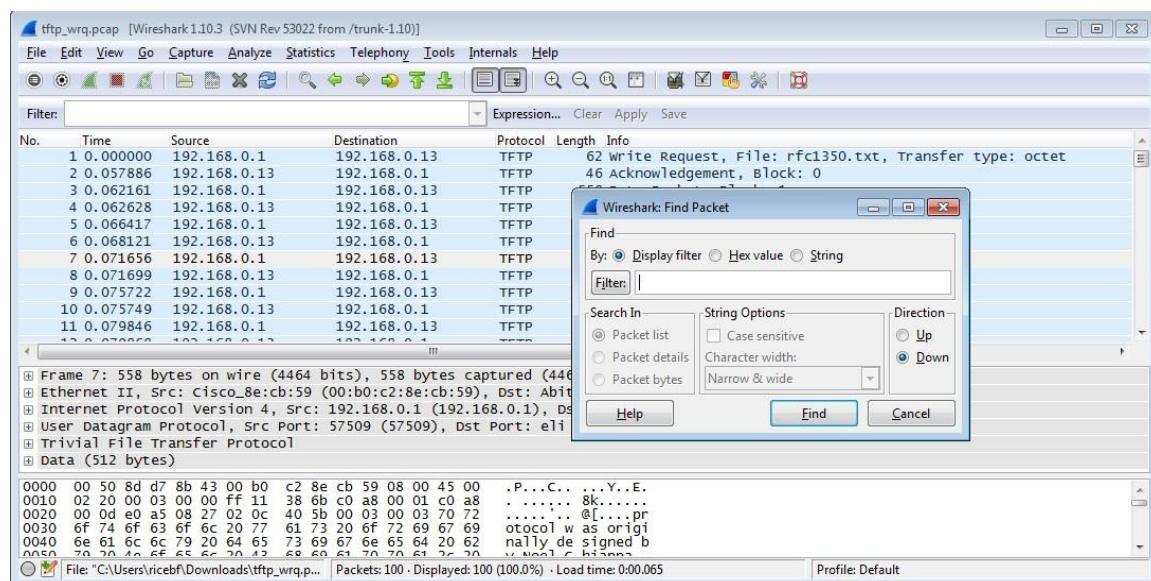 tftp_wrq.pcap [Wireshark 1.10.3 (SVN Rev 53022 from /trunk-1.10)]
File Edit View Go Capture Analyze Statistics Telephony Tools Internals Help
Filter: Expression... Clear Apply Save
No. Time Source Destination Protocol Length Info
1 0.000000 192.168.0.1 192.168.0.13 TFTP 62 Write Request, File: rfc1350.txt, Transfer type: octet
2 0.057886 192.168.0.13 192.168.0.1 TFTP 46 Acknowledgement, Block: 0
3 0.062161 192.168.0.1 192.168.0.13 TFTP
4 0.062628 192.168.0.13 192.168.0.1 TFTP
5 0.066417 192.168.0.1 192.168.0.13 TFTP
6 0.068121 192.168.0.13 192.168.0.1 TFTP
7 0.071656 192.168.0.1 192.168.0.13 TFTP
8 0.071699 192.168.0.13 192.168.0.1 TFTP
9 0.075722 192.168.0.1 192.168.0.13 TFTP
10 0.075749 192.168.0.13 192.168.0.1 TFTP
11 0.079846 192.168.0.1 192.168.0.13 TFTP
Wireshark: Find Packet
Find
By: Display filter Hex value String
Filter:
Search In String Options Direction
Packet list Case sensitive Up
Packet details Character width: Down
Packet bytes Narrow & wide
Help Find Cancel
Frame 7: 558 bytes on wire (4464 bits), 558 bytes captured (446
Ethernet II, Src: Cisco_8e:cb:59 (00:b0:c2:8e:cb:59), Dst: Abit
Internet Protocol Version 4, Src: 192.168.0.1 (192.168.0.1), Ds
User Datagram Protocol, Src Port: 57509 (57509), Dst Port: eli
Trivial File Transfer Protocol
Data (512 bytes)
0000 00 50 8d d7 8b 43 00 b0 c2 8e cb 59 08 00 45 00 .P...C.. ...Y..E.
0010 02 20 00 03 00 00 ff 11 38 6b c0 a8 00 01 c0 a8 . ...... 8k......
0020 00 0d e0 a5 08 27 02 0c 40 5b 00 03 00 03 70 72 .....'.. @[....pr
0030 6f 74 6f 63 6f 6c 20 77 61 73 20 6f 72 69 67 69 otocol w as origi
0040 6e 61 6c 6c 79 20 64 65 73 69 67 6e 65 64 20 62 nally de signed b
0050 79 20 4e 6f 65 6c 20 43 68 69 61 70 70 61 2c 20
File: "C:\Users\ricebf\Downloads\tftp_wrq.p... Packets: 100 · Displayed: 100 (100.0%) · Load time: 0:00.065 Profile: Default